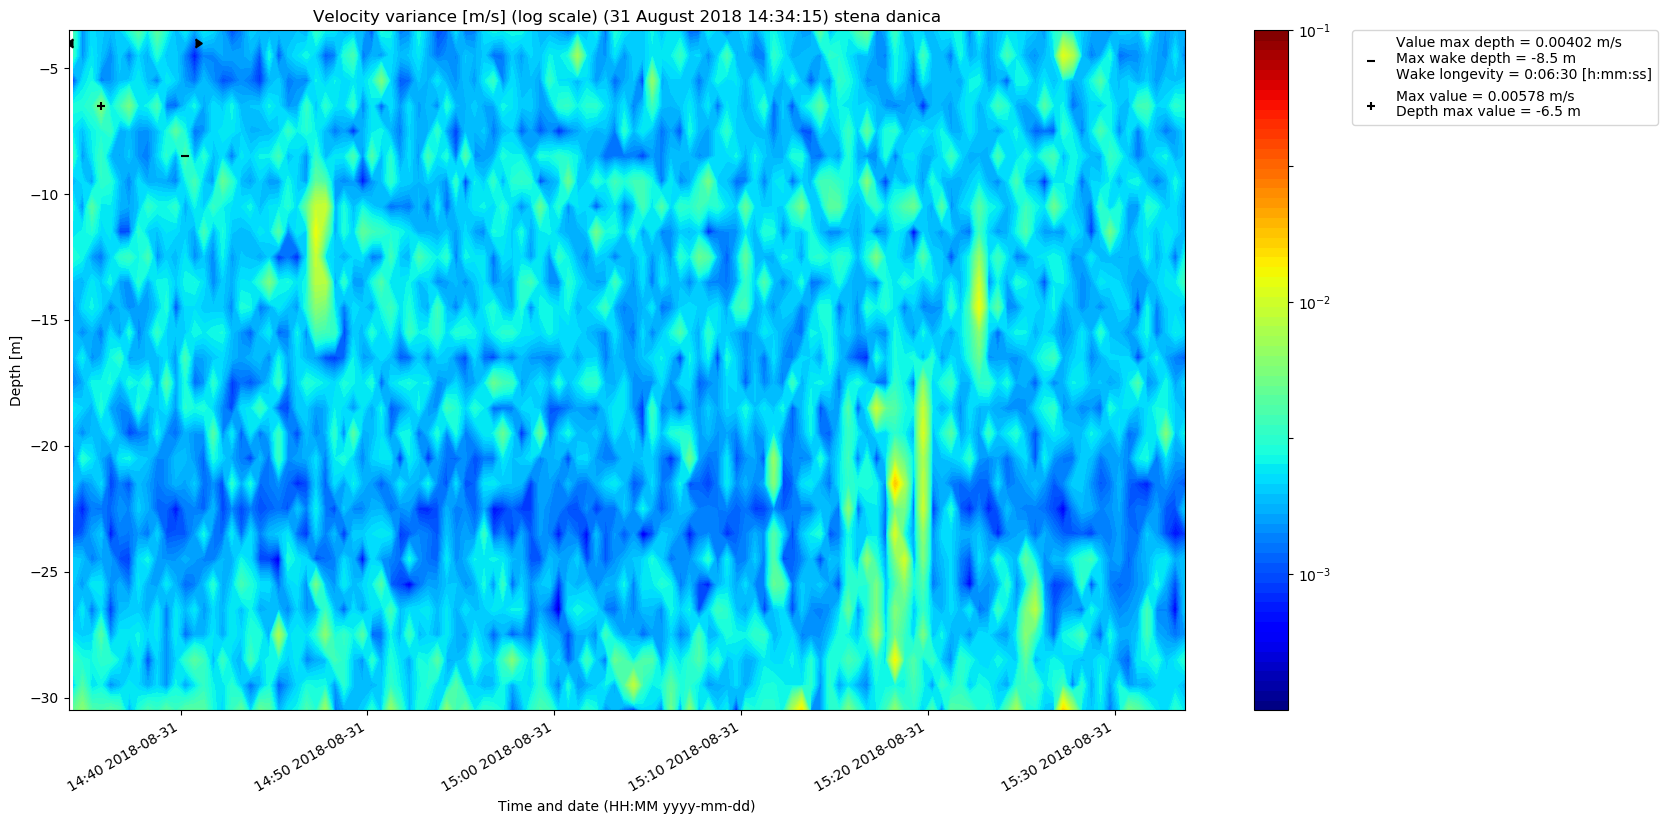 Velocity variance [m/s] (log scale) (31 August 2018 14:34:15) stena danica
Value max depth = 0.00402 m/s
Max wake depth = -8.5 m
Wake longevity = 0:06:30 [h:mm:ss]
Max value = 0.00578 m/s
Depth max value = -6.5 m
Depth [m]
−5
−10
−15
−20
−25
−30
10−1
10−2
10−3
14:40 2018-08-31
14:50 2018-08-31
15:00 2018-08-31
15:10 2018-08-31
15:20 2018-08-31
15:30 2018-08-31
Time and date (HH:MM yyyy-mm-dd)